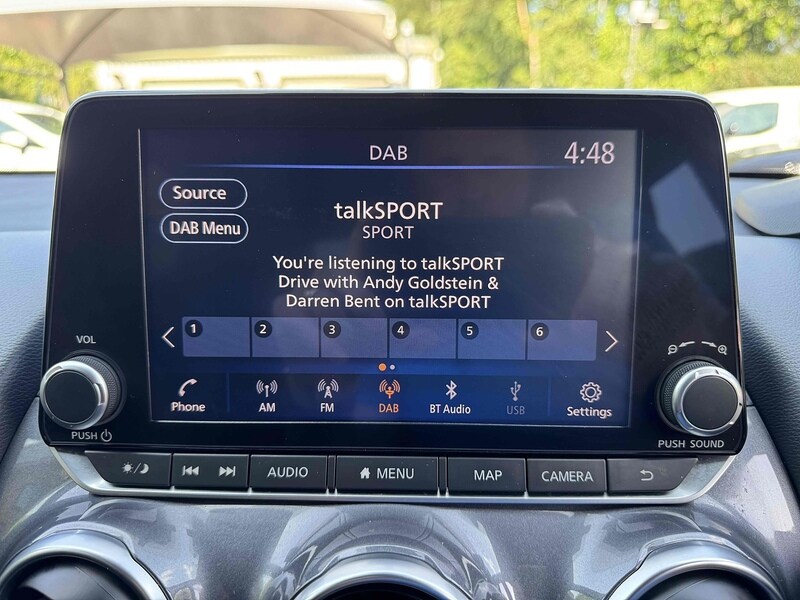 DAB
4:48
Source
DAB Menu
talkSPORT
SPORT
You're listening to talkSPORT
Drive with Andy Goldstein &
Darren Bent on talkSPORT
1 2 3 4 5 6
Phone AM FM DAB BT Audio USB Settings
VOL
PUSH
PUSH SOUND
AUDIO MENU MAP CAMERA